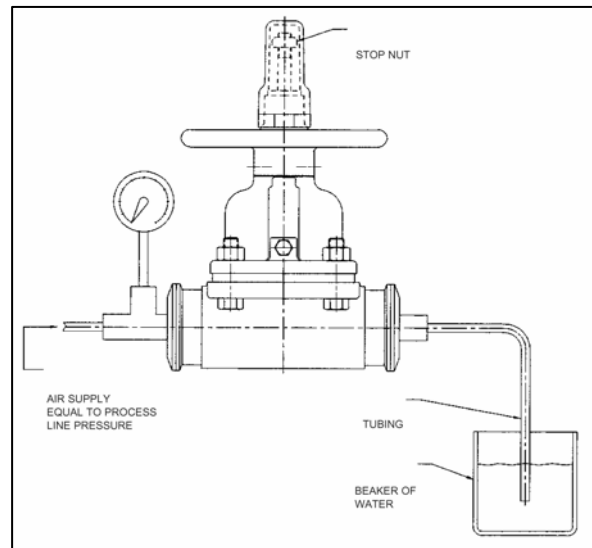 STOP NUT
AIR SUPPLY
EQUAL TO PROCESS
LINE PRESSURE
TUBING
BEAKER OF
WATER